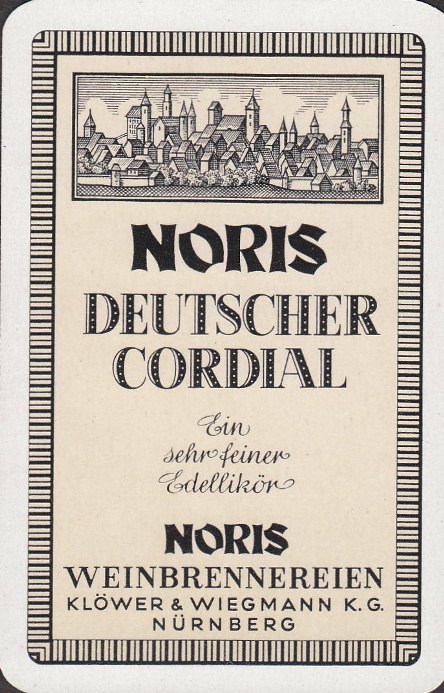 NORIS
DEUTSCHER
CORDIAL
Ein
sehr feiner
Edellikör
NORIS
WEINBRENNEREIEN
KLÖWER & WIEGMANN K.G.
NÜRNBERG